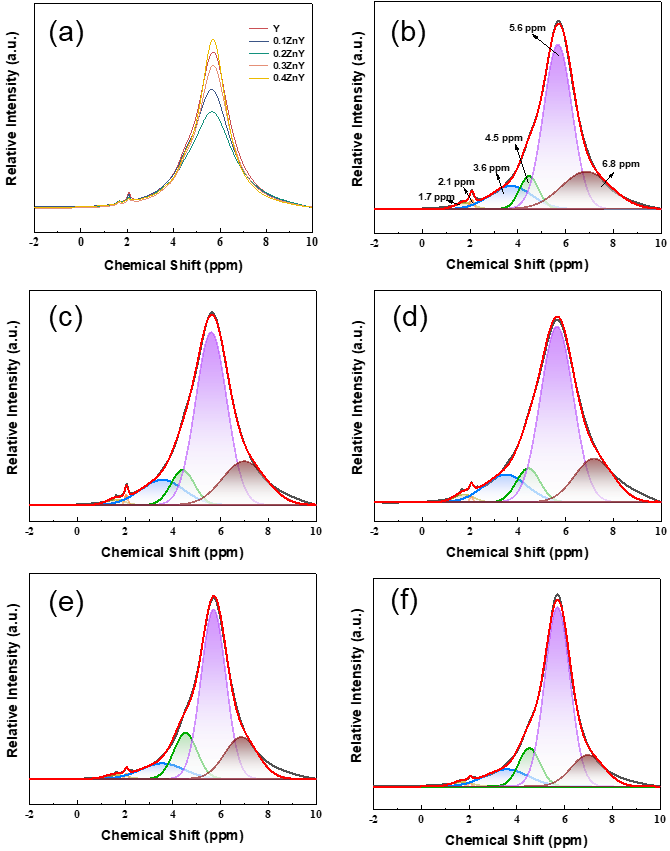 (a)
Y
0.1ZnY
0.2ZnY
0.3ZnY
0.4ZnY
Relative Intensity (a.u.)
-2 0 2 4 6 8 10
Chemical Shift (ppm)
(b)
5.6 ppm
4.5 ppm
3.6 ppm
2.1 ppm
1.7 ppm
6.8 ppm
Relative Intensity (a.u.)
-2 0 2 4 6 8 10
Chemical Shift (ppm)
(c)
Relative Intensity (a.u.)
-2 0 2 4 6 8 10
Chemical Shift (ppm)
(d)
Relative Intensity (a.u.)
-2 0 2 4 6 8 10
Chemical Shift (ppm)
(e)
Relative Intensity (a.u.)
-2 0 2 4 6 8 10
Chemical Shift (ppm)
(f)
Relative Intensity (a.u.)
-2 0 2 4 6 8 10
Chemical Shift (ppm)